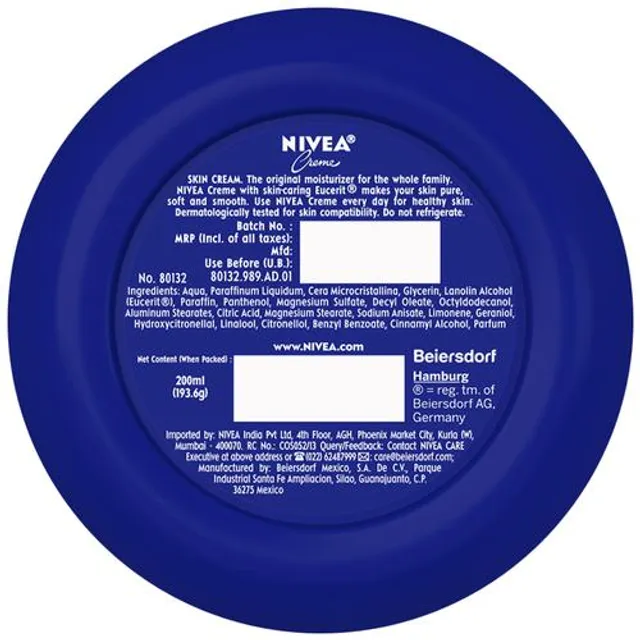 NIVEA®
Creme
SKIN CREAM. The original moisturizer for the whole family.
NIVEA Creme with skin-caring Eucerit® makes your skin pure,
soft and smooth. Use NIVEA Creme every day for healthy skin.
Dermatologically tested for skin compatibility. Do not refrigerate.
Batch No. :
MRP (Incl. of all taxes):
Mfd:
Use Before (U.B.):
No. 80132 80132.989.AD.01
Ingredients: Aqua, Paraffinum Liquidum, Cera Microcristallina, Glycerin, Lanolin Alcohol
(Eucerit®), Paraffin, Panthenol, Magnesium Sulfate, Decyl Oleate, Octyldodecanol,
Aluminum Stearates, Citric Acid, Magnesium Stearate, Sodium Anisate, Limonene, Geraniol,
Hydroxycitronellal, Linalool, Citronellol, Benzyl Benzoate, Cinnamyl Alcohol, Parfum
www.NIVEA.com
Net Content (When Packed) :
200ml
(193.6g)
Beiersdorf
Hamburg
® = reg. tm. of
Beiersdorf AG,
Germany
Imported by: NIVEA India Pvt Ltd, 4th Floor, AGH, Phoenix Market City, Kurla (W),
Mumbai - 400070. RC No.: COS052/13 Query/Feedback: Contact NIVEA CARE
Executive at above address or ☎(022) 62487999 ✉: care@beiersdorf.com;
Manufactured by: Beiersdorf Mexico, S.A. De C.V., Parque
Industrial Santa Fe Ampliacion, Silao, Guanajuanto, C.P.
36275 Mexico